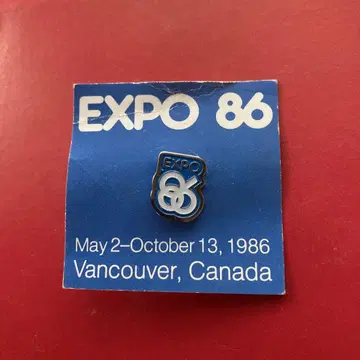 EXPO 86
EXPO
86
May 2–October 13, 1986
Vancouver, Canada